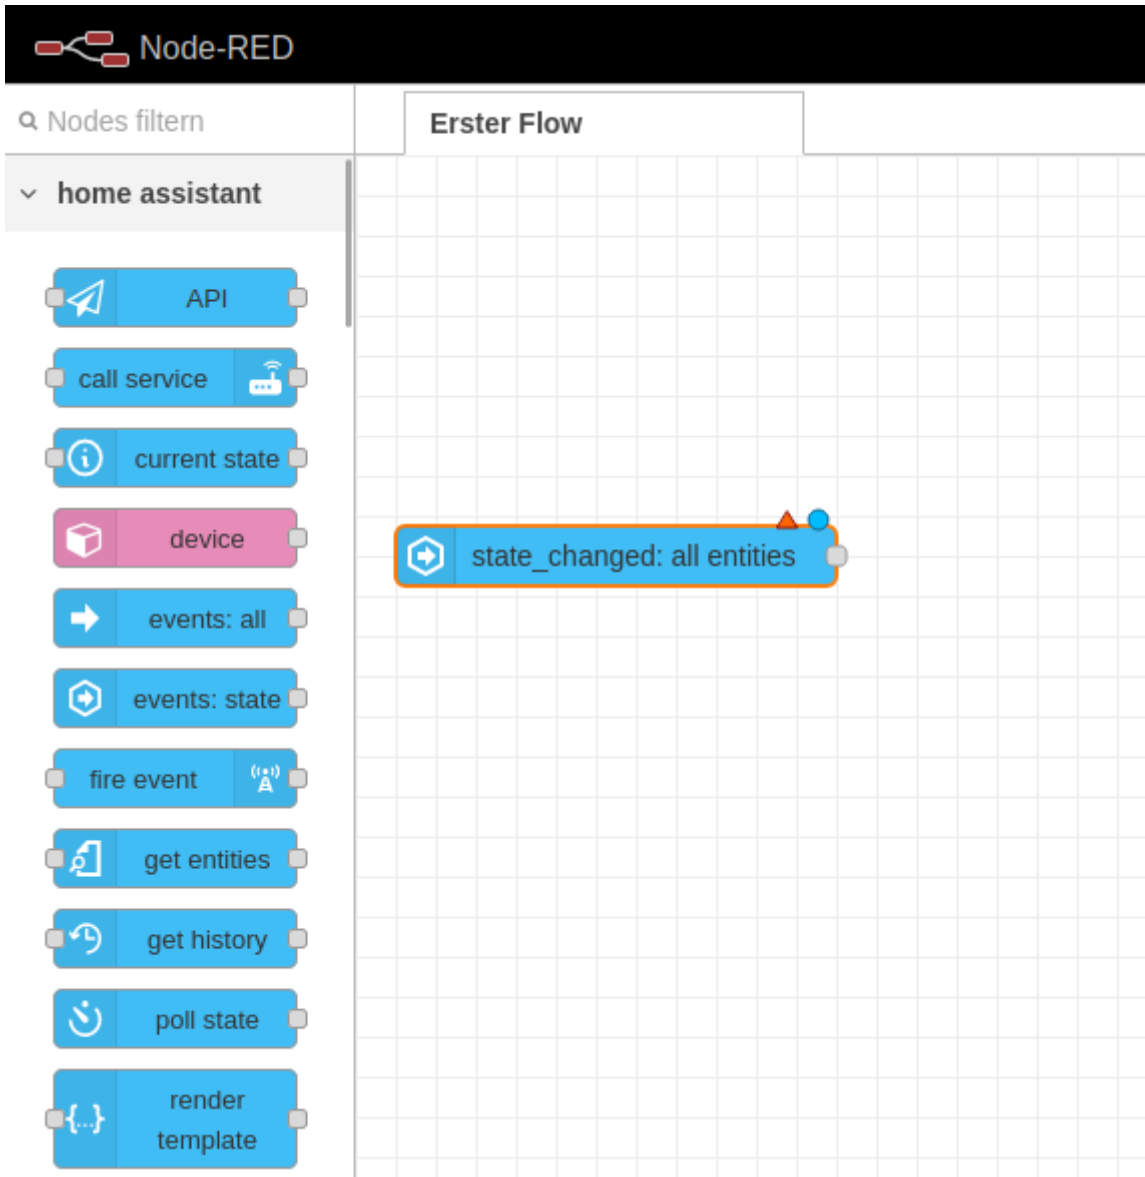 Node-RED
Nodes filtern
Erster Flow
home assistant
API
call service
current state
device
events: all
events: state
fire event
get entities
get history
poll state
render
template
state_changed: all entities